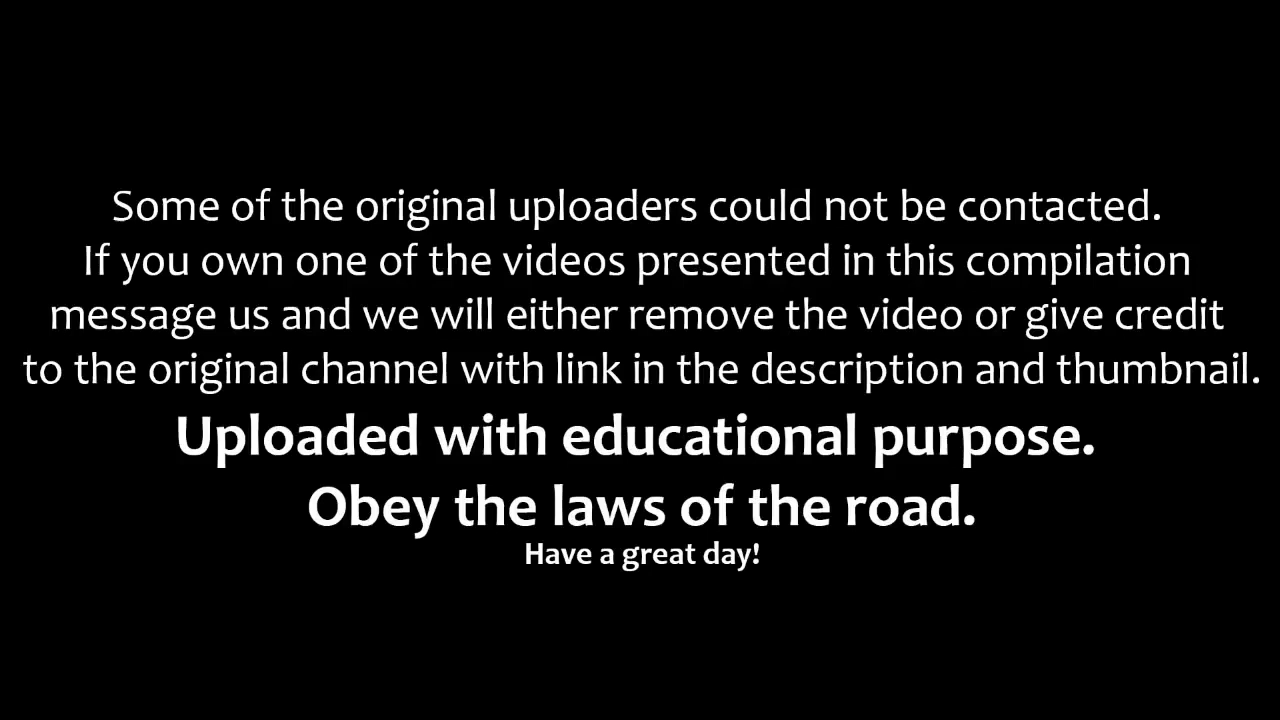 Some of the original uploaders could not be contacted.
If you own one of the videos presented in this compilation
message us and we will either remove the video or give credit
to the original channel with link in the description and thumbnail.
Uploaded with educational purpose.
Obey the laws of the road.
Have a great day!